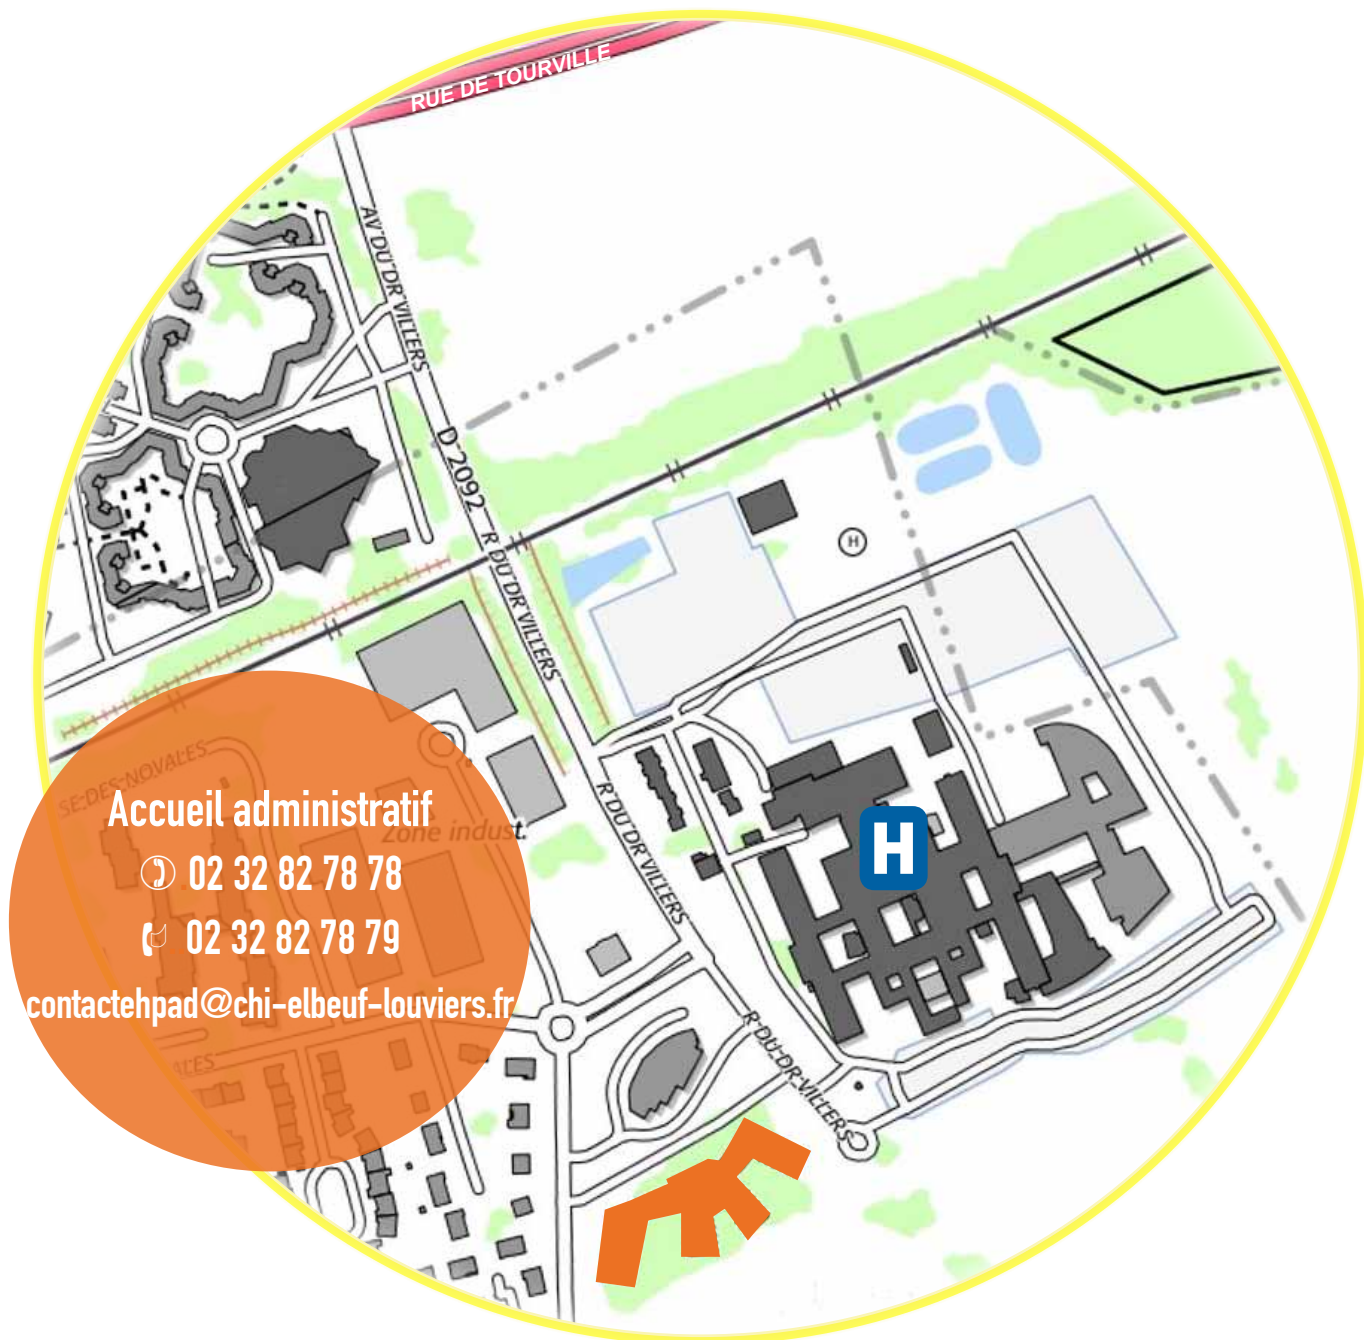 RUE DE TOURVILLE
AV DU DR VILLERS
D 2092
R DU DR VILLERS
H
SE DES NOVALES
R DU DR VILLERS
Accueil administratif
Zone indust.
H
02 32 82 78 78
02 32 82 78 79
contactehpad@chi-elbeuf-louviers.fr
R DU DR VILLERS
ALES